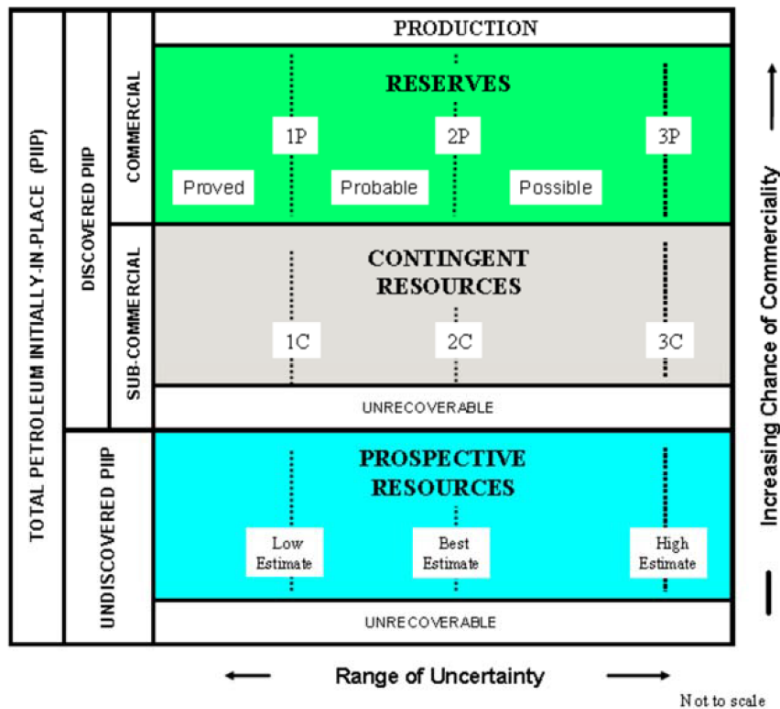 TOTAL PETROLEUM INITIALLY-IN-PLACE (PIIP)
DISCOVERED PIIP
UNDISCOVERED PIIP
COMMERCIAL
SUB-COMMERCIAL
PRODUCTION
RESERVES
1P 2P 3P
Proved Probable Possible
CONTINGENT
RESOURCES
1C 2C 3C
UNRECOVERABLE
PROSPECTIVE
RESOURCES
Low Best High
Estimate Estimate Estimate
UNRECOVERABLE
Increasing Chance of Commerciality
Range of Uncertainty
Not to scale